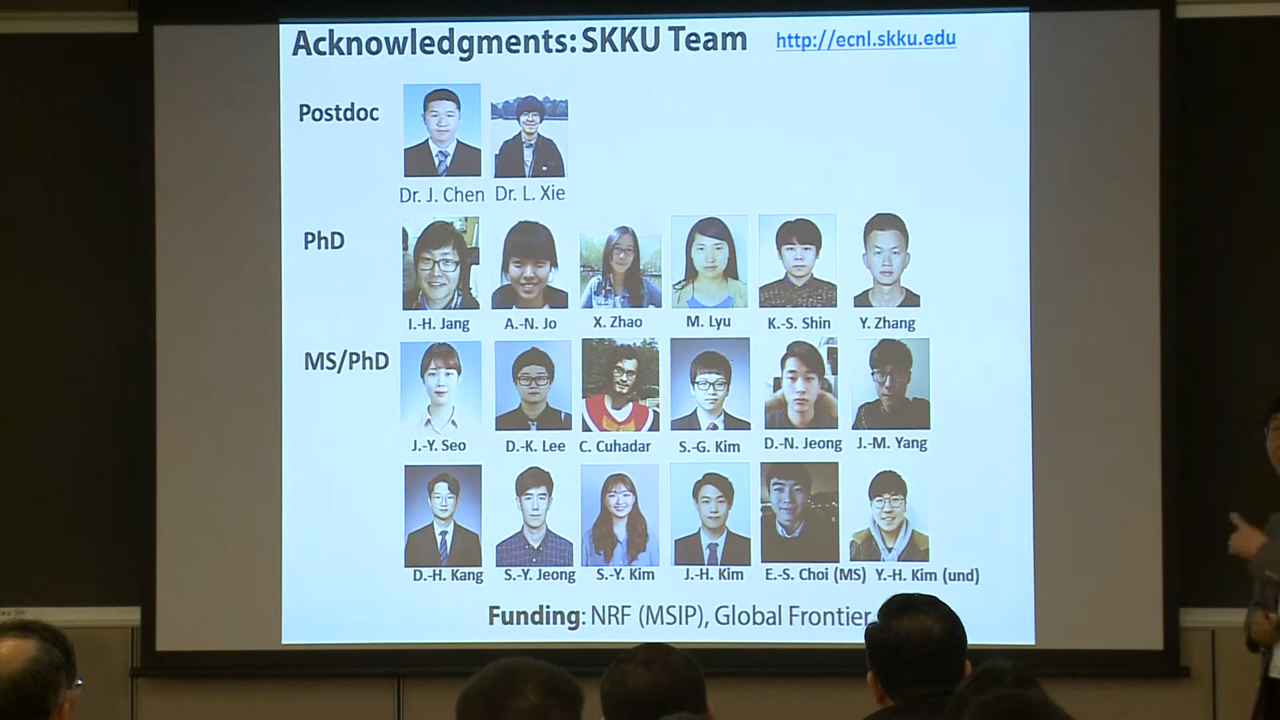 Acknowledgments: SKKU Team http://ecnl.skku.edu
Postdoc
Dr. J. Chen Dr. L. Xie
PhD
I.-H. Jang A.-N. Jo X. Zhao M. Lyu K.-S. Shin Y. Zhang
MS/PhD
J.-Y. Seo D.-K. Lee C. Cuhadar S.-G. Kim D.-N. Jeong J.-M. Yang
D.-H. Kang S.-Y. Jeong S.-Y. Kim J.-H. Kim E.-S. Choi (MS) Y.-H. Kim (und)
Funding: NRF (MSIP), Global Frontier